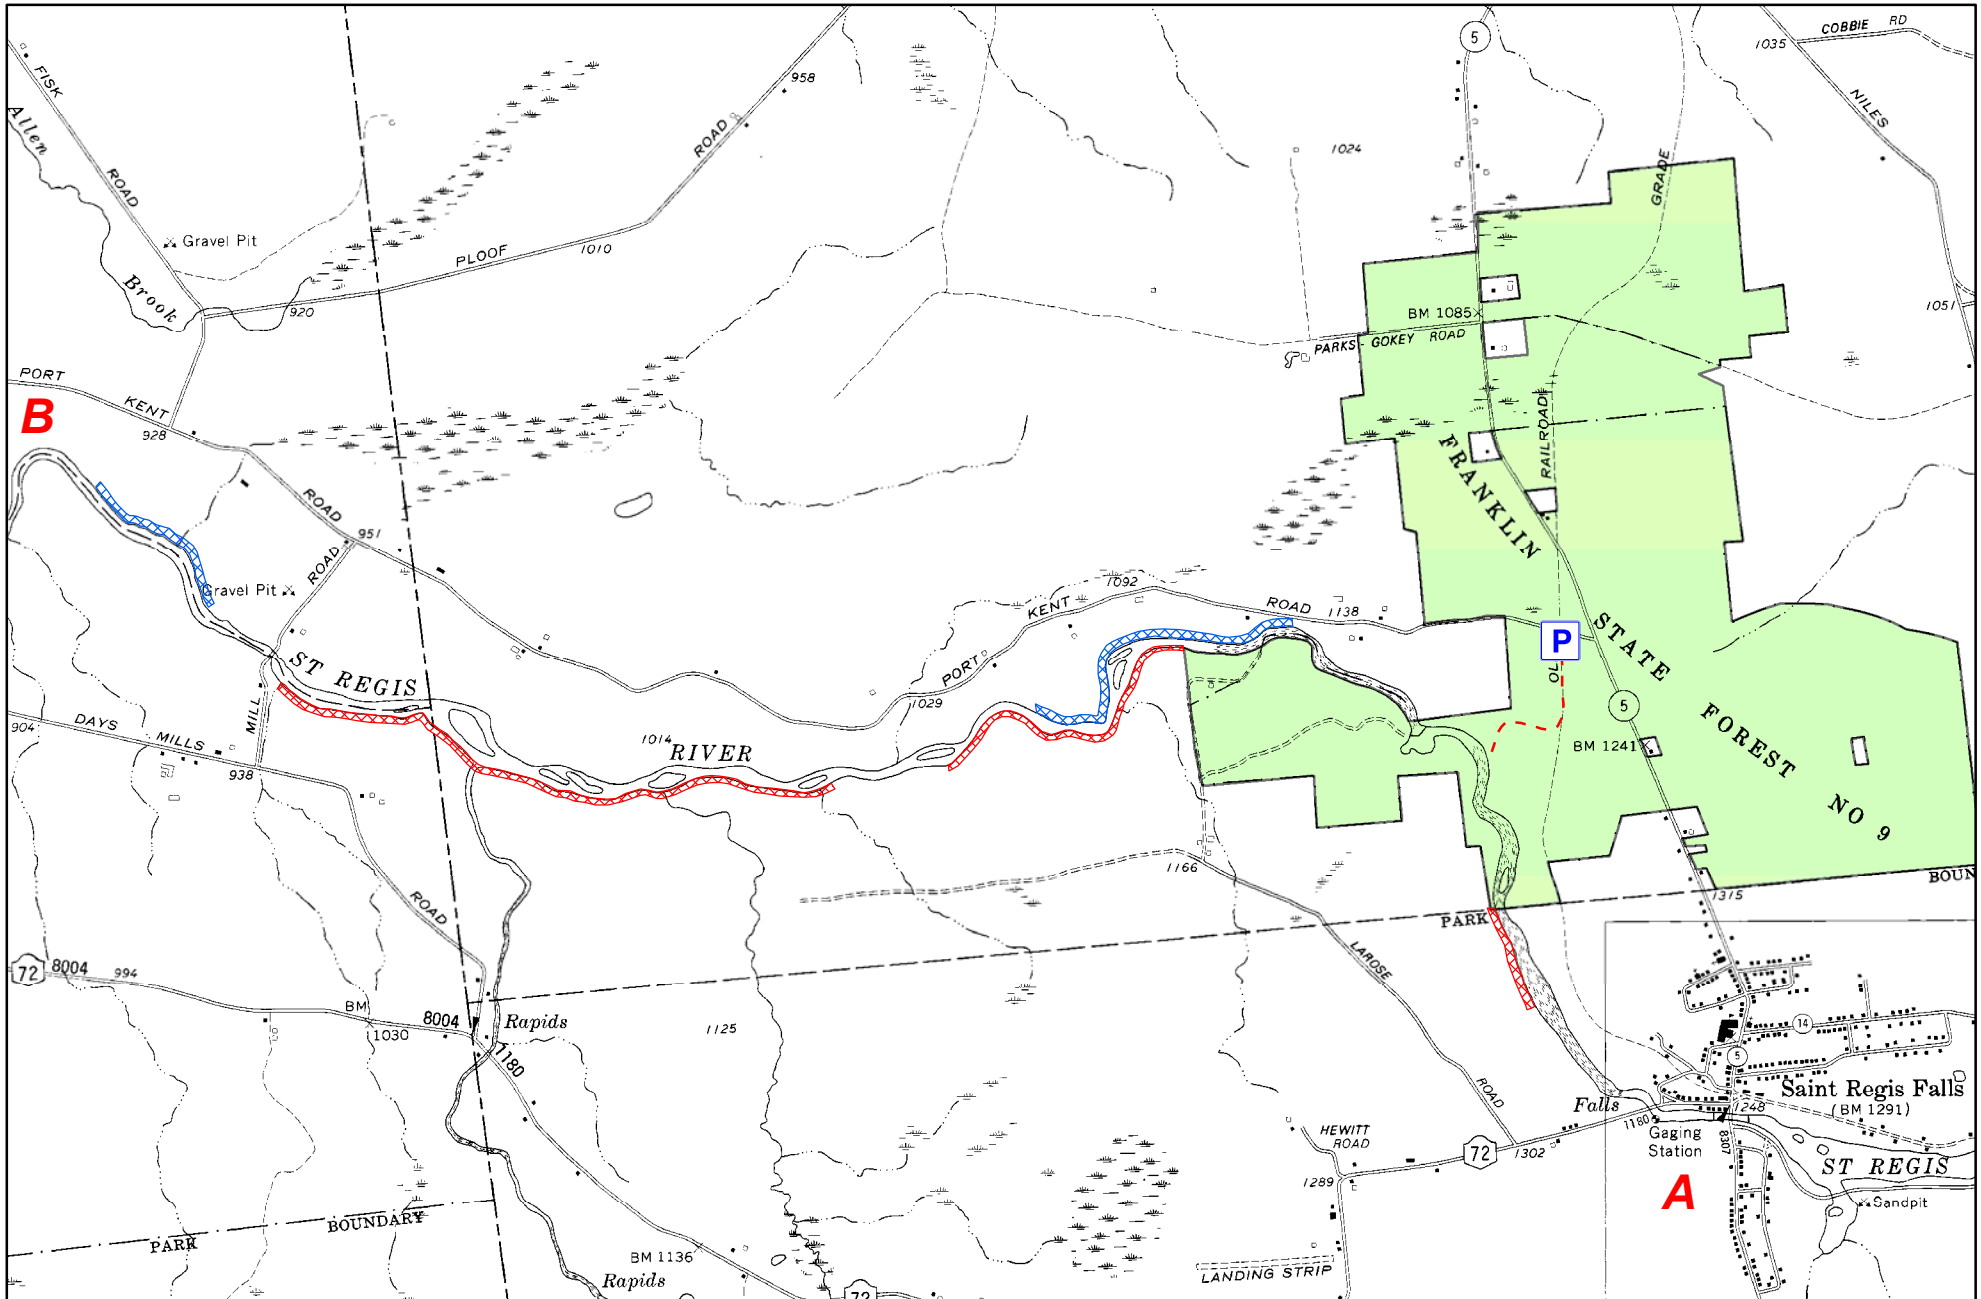 5
COBBIE RD
1035
FISK
958
NILES
Allen
ROAD
1024
ROAD
GRADE
Gravel Pit
PLOOF
1010
Brook
920
1051
BM 1085
PARKS - GOKEY ROAD
PORT
KENT
B
928
RAILROAD
FRANKLIN
ROAD
951
ROAD
Gravel Pit
1092
KENT
ROAD
1138
STATE
P
ST REGIS
PORT
OL
1029
MILL
5
FOREST
904
DAYS
MILLS
1014
RIVER
BM 1241
938
NO 9
1166
BOUN
1315
ROAD
PARK
LAROSE
72
8004
994
BM
1030
8004
Rapids
1125
14
5
1180
ROAD
Saint Regis Falls
(BM 1291)
Falls
1248
1180
HEWITT
ROAD
Gaging
Station
8307
72
1302
ST REGIS
1289
A
Sandpit
BOUNDARY
PARK
BM 1136
Rapids
LANDING STRIP
72